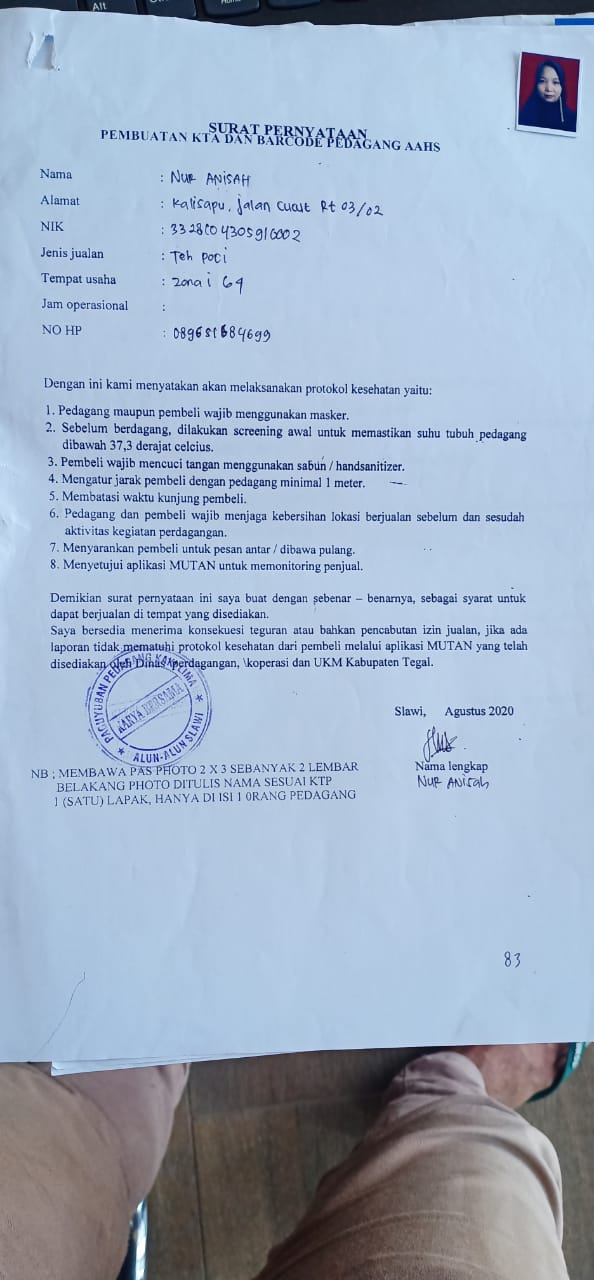 Alt
SURAT PERNYATAAN
PEMBUATAN KTA DAN BARCODE PEDAGANG AAHS
Nama : NUR ANISAH
Alamat : Kalisapu, jalan Cucut Rt 03/02
NIK : 3328104305910002
Jenis jualan : Teh poci
Tempat usaha : zona i 69
Jam operasional :
NO HP :
Dengan ini kami menyatakan akan melaksanakan protokol kesehatan yaitu:
1. Pedagang maupun pembeli wajib menggunakan masker.
2. Sebelum berdagang, dilakukan screening awal untuk memastikan suhu tubuh pedagang
dibawah 37,3 derajat celcius.
3. Pembeli wajib mencuci tangan menggunakan sabun / handsanitizer.
4. Mengatur jarak pembeli dengan pedagang minimal 1 meter.
5. Membatasi waktu kunjung pembeli.
6. Pedagang dan pembeli wajib menjaga kebersihan lokasi berjualan sebelum dan sesudah
aktivitas kegiatan perdagangan.
7. Menyarankan pembeli untuk pesan antar / dibawa pulang.
8. Menyetujui aplikasi MUTAN untuk memonitoring penjual.
Demikian surat pernyataan ini saya buat dengan sebenar – benarnya, sebagai syarat untuk
dapat berjualan di tempat yang disediakan.
Saya bersedia menerima konsekuesi teguran atau bahkan pencabutan izin jualan, jika ada
laporan tidak mematuhi protokol kesehatan dari pembeli melalui aplikasi MUTAN yang telah
disediakan oleh Dinas perdagangan, \koperasi dan UKM Kabupaten Tegal.
PAGUYUBAN PEDAGANG KAKI LIMA
KARYA BERSAMA
ALUN-ALUN SLAWI
Slawi, Agustus 2020
Nama lengkap
NUR ANISah
NB ; MEMBAWA PAS PHOTO 2 X 3 SEBANYAK 2 LEMBAR
BELAKANG PHOTO DITULIS NAMA SESUAI KTP
1 (SATU) LAPAK, HANYA DI ISI 1 0RANG PEDAGANG
83